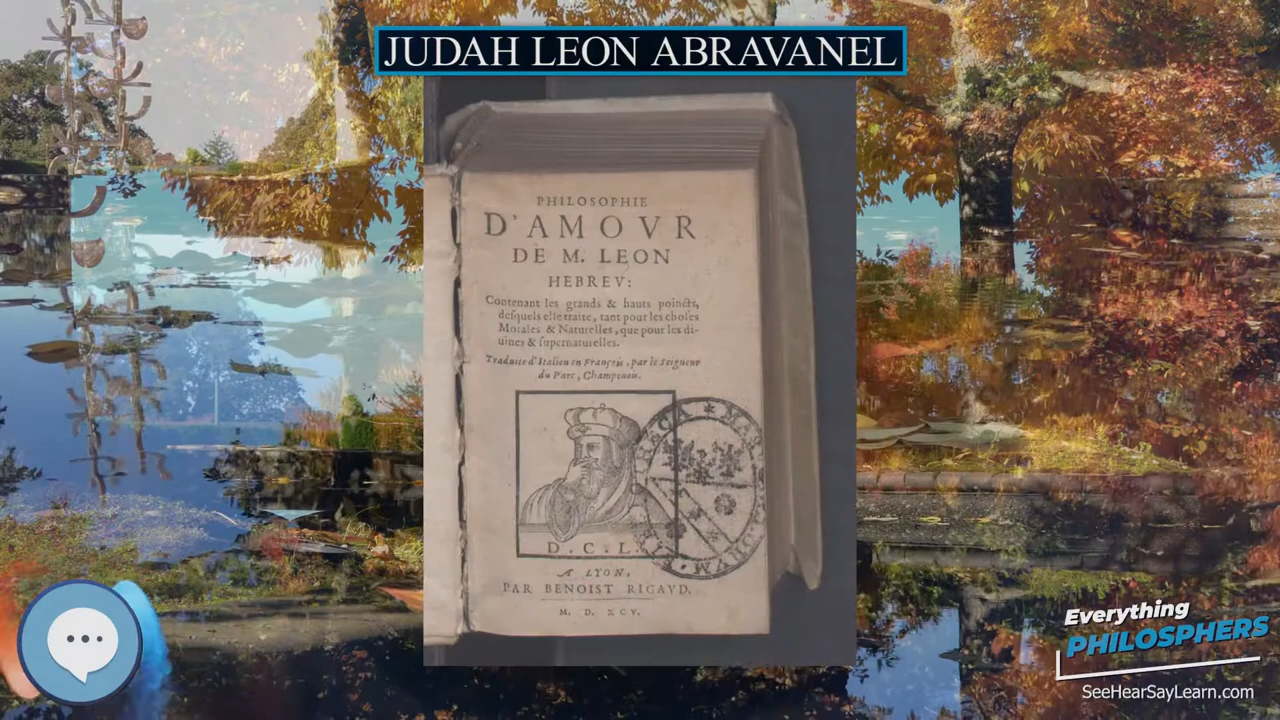 JUDAH LEON ABRAVANEL
PHILOSOPHIE
D'AMOVR
DE M. LEON
HEBREV:
Contenant les grands & hauts poincts,
desquels elle traite, tant pour les choses
Morales & Naturelles, que pour les di-
uines & supernaturelles.
Traduite d'Italien en François, par le Seigneur
du Parc, Champenois.
D. C. L.
A LYON,
PAR BENOIST RIGAVD.
M. D. XCV.
Everything
PHILOSPHERS
SeeHearSayLearn.com